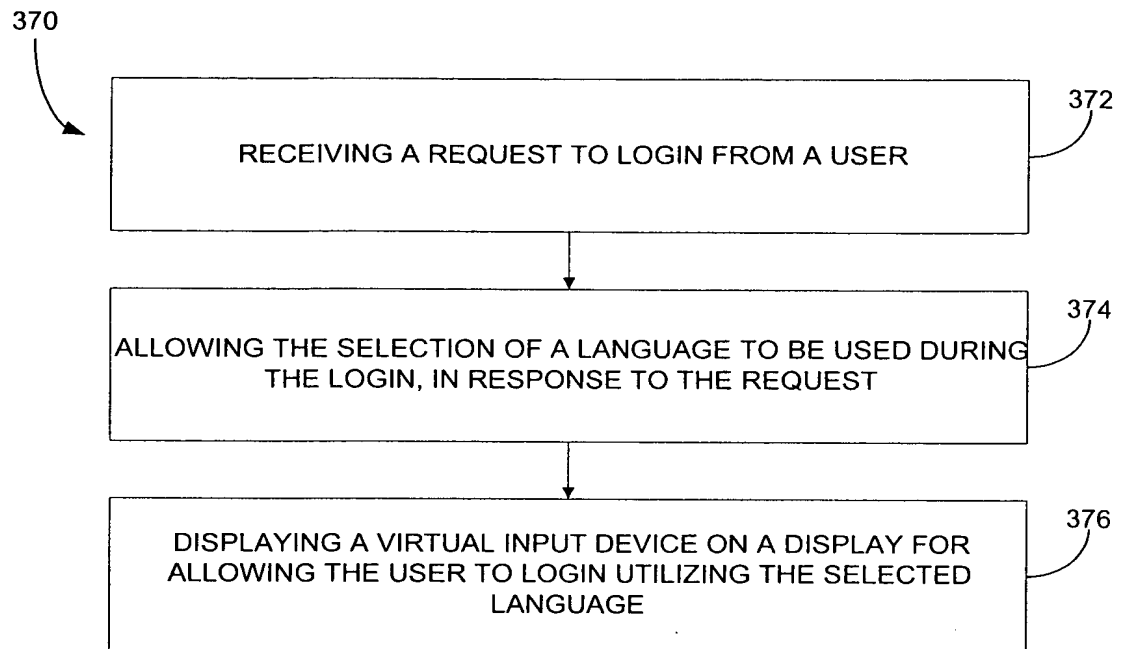 370
372
RECEIVING A REQUEST TO LOGIN FROM A USER
374
ALLOWING THE SELECTION OF A LANGUAGE TO BE USED DURING
THE LOGIN, IN RESPONSE TO THE REQUEST
376
DISPLAYING A VIRTUAL INPUT DEVICE ON A DISPLAY FOR
ALLOWING THE USER TO LOGIN UTILIZING THE SELECTED
LANGUAGE